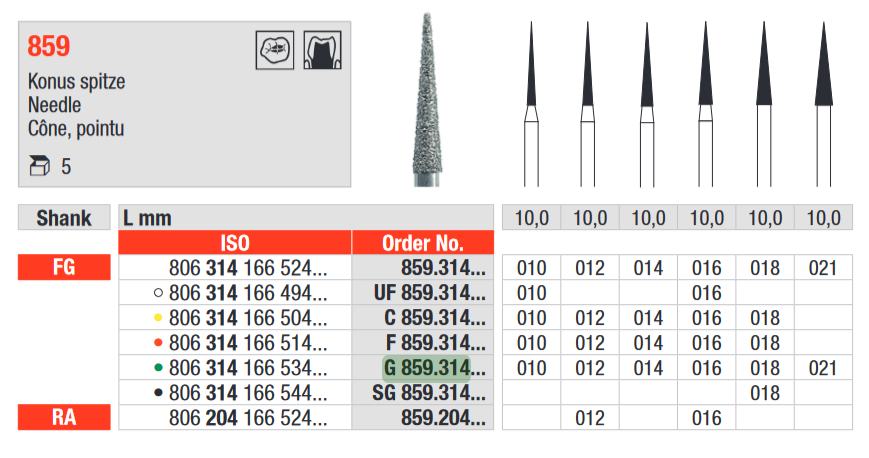 859
Konus spitze
Needle
Cône, pointu
5
Shank L mm 10,0 10,0 10,0 10,0 10,0 10,0
ISO Order No.
FG 806 314 166 524... 859.314... 010 012 014 016 018 021
806 314 166 494... UF 859.314... 010 016
806 314 166 504... C 859.314... 010 012 014 016 018
806 314 166 514... F 859.314... 010 012 014 016 018
806 314 166 534... G 859.314... 010 012 014 016 018 021
806 314 166 544... SG 859.314... 018
RA 806 204 166 524... 859.204... 012 016